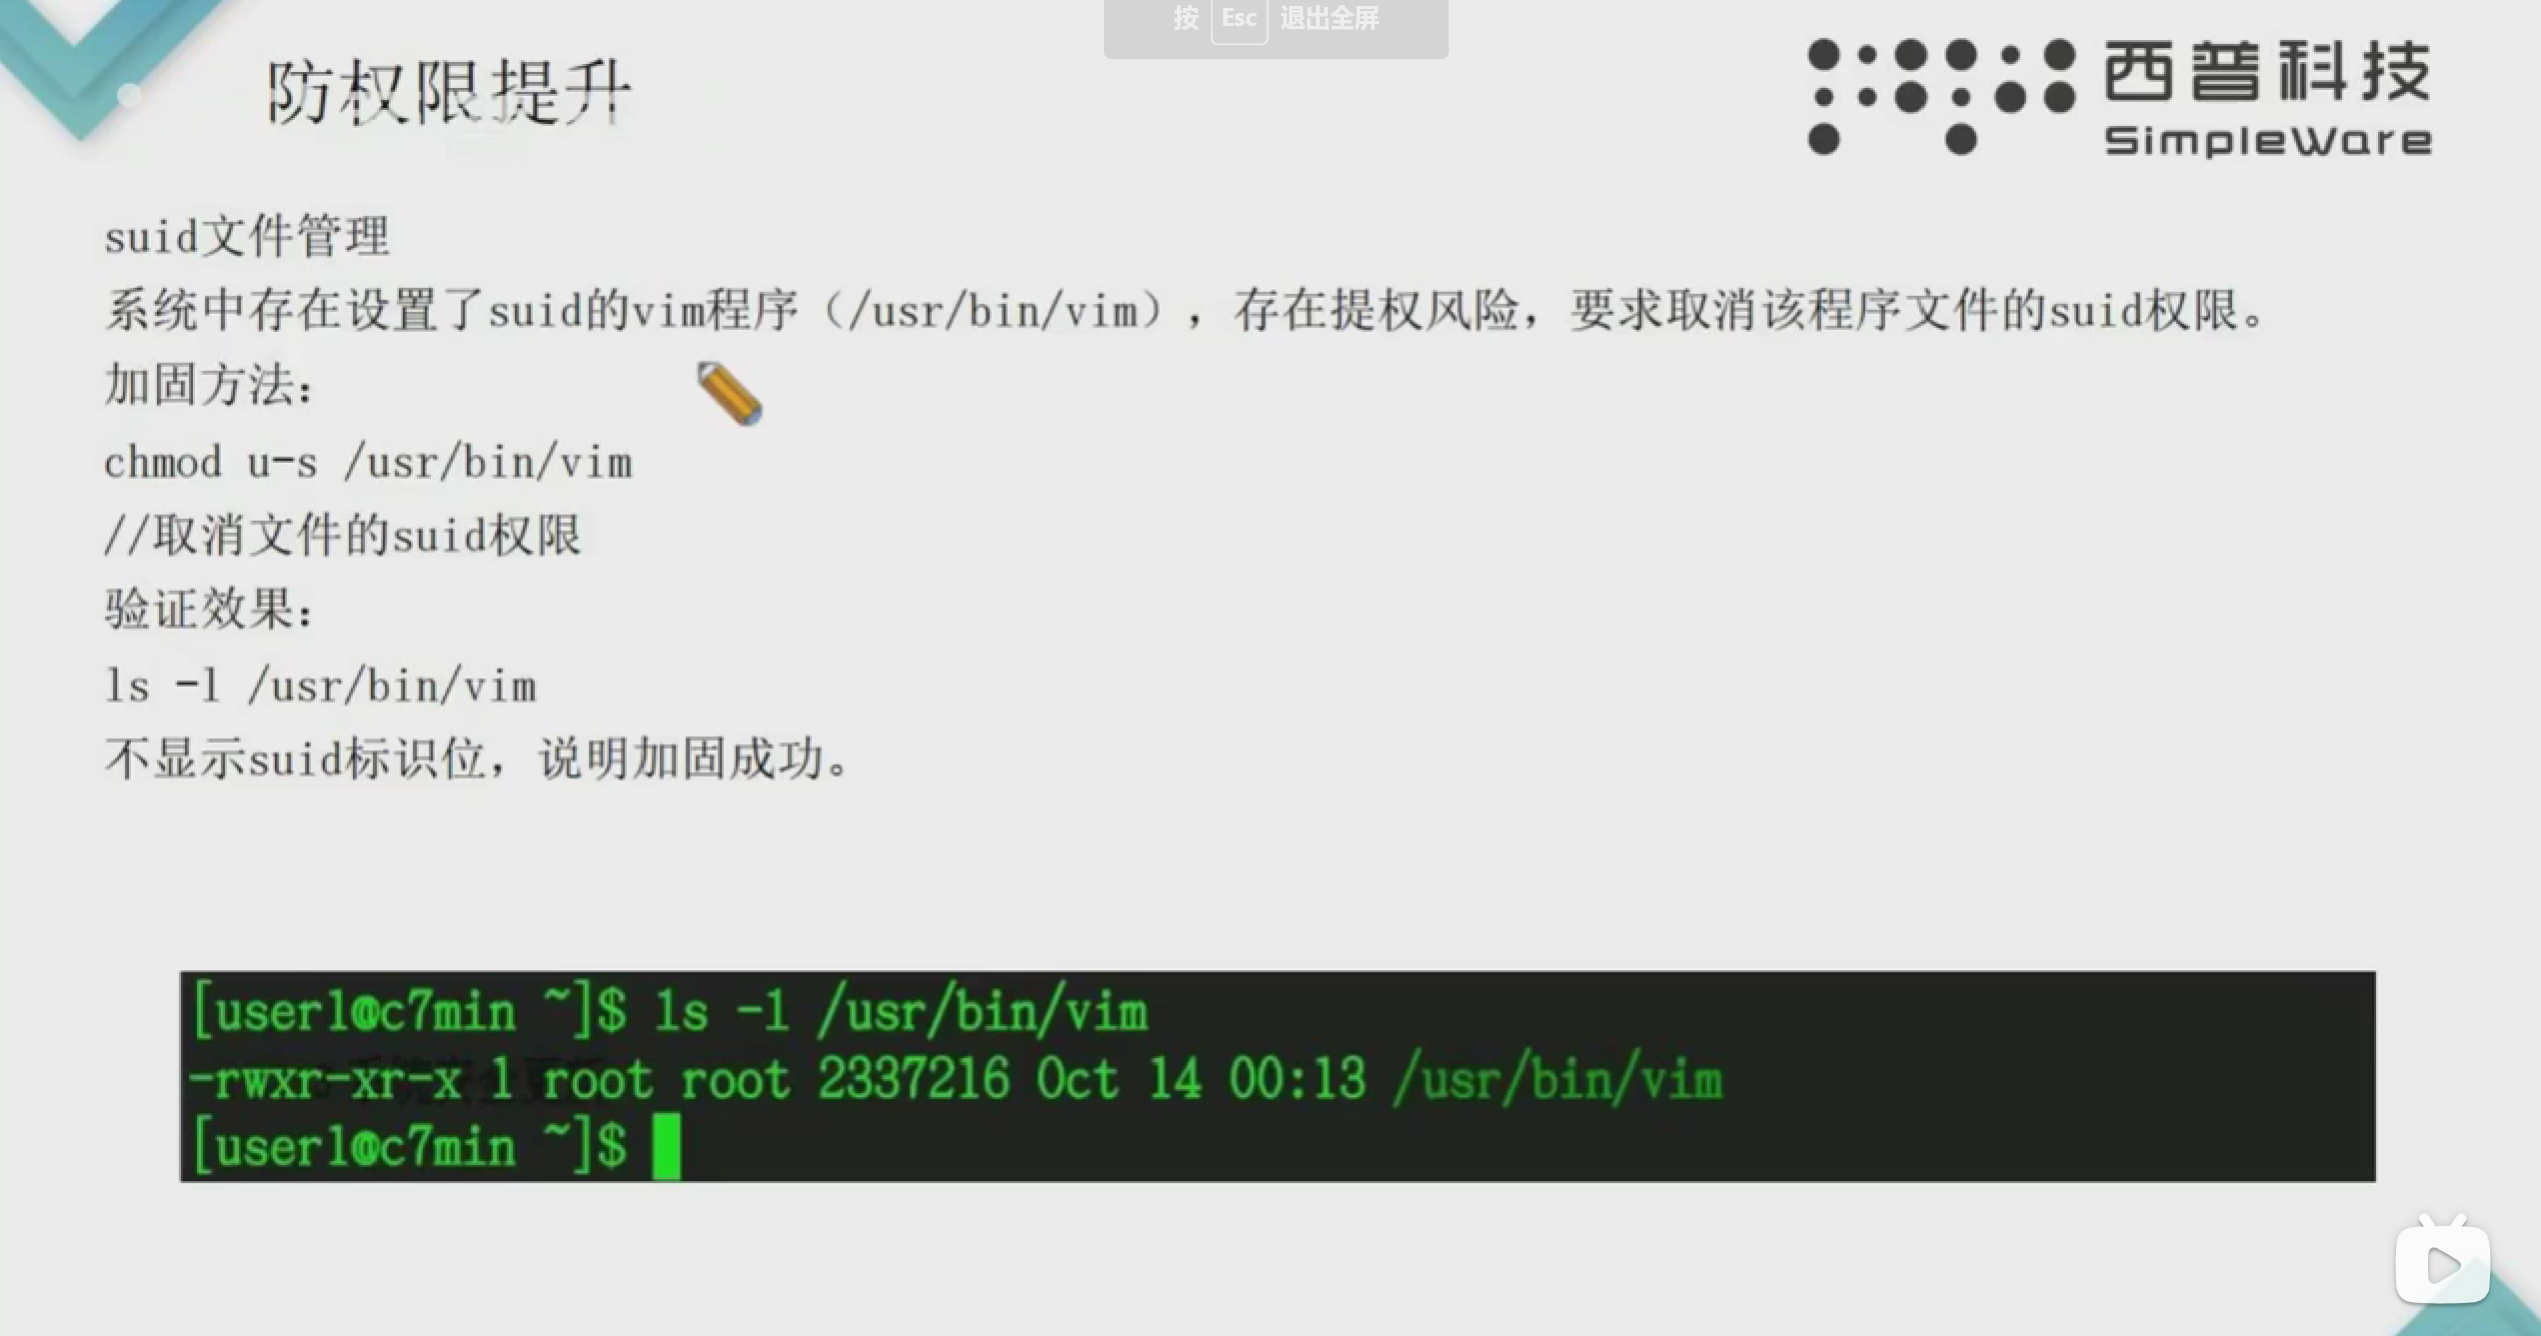 按 Esc 退出全屏
防权限提升
西普科技
SimpleWare
suid文件管理
系统中存在设置了suid的vim程序（/usr/bin/vim），存在提权风险，要求取消该程序文件的suid权限。
加固方法：
chmod u-s /usr/bin/vim
//取消文件的suid权限
验证效果：
ls -l /usr/bin/vim
不显示suid标识位，说明加固成功。
[user1@c7min ~]$ ls -l /usr/bin/vim
-rwxr-xr-x 1 root root 2337216 Oct 14 00:13 /usr/bin/vim
[user1@c7min ~]$